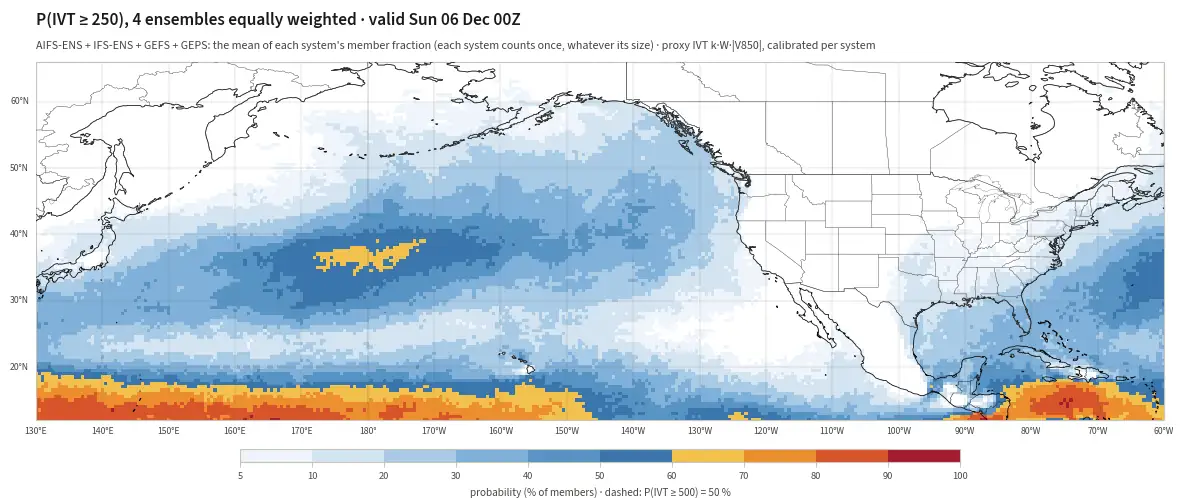 P(IVT ≥ 250), 4 ensembles equally weighted · valid Sun 06 Dec 00Z
AIFS-ENS + IFS-ENS + GEFS + GEPS: the mean of each system's member fraction (each system counts once, whatever its size) · proxy IVT k·W·|V850|, calibrated per system
60°N
50°N
40°N
30°N
20°N
130°E 140°E 150°E 160°E 170°E 180° 170°W 160°W 150°W 140°W 130°W 120°W 110°W 100°W 90°W 80°W 70°W 60°W
5 10 20 30 40 50 60 70 80 90 100
probability (% of members) · dashed: P(IVT ≥ 500) = 50 %